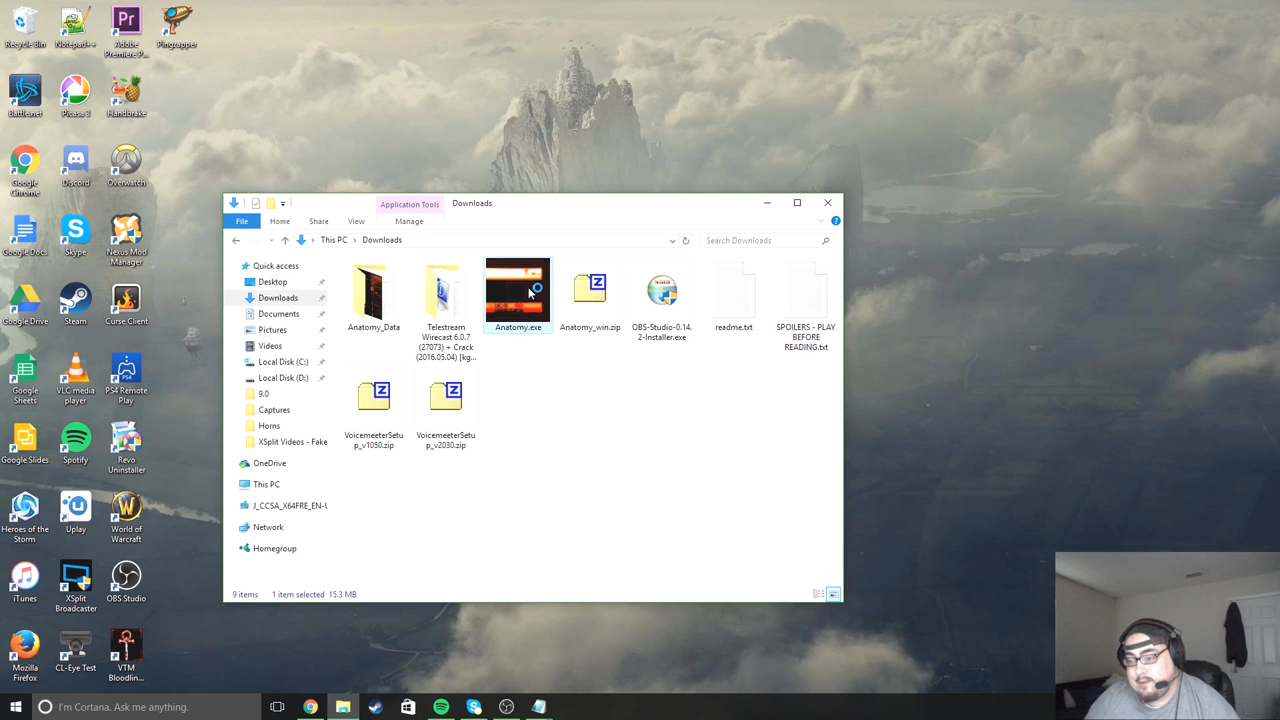 Recycle Bin
Notepad++
Adobe
Premiere P...
Pingzapper
Battle.net
Picasa 3
Handbrake
Google
Chrome
Discord
Overwatch
Google Docs
Skype
Nexus Mod
Manager
Google Drive
Steam
Curse Client
Google
Sheets
VLC media
player
PS4 Remote
Play
Google Slides
Spotify
Revo
Uninstaller
Heroes of the
Storm
Uplay
World of
Warcraft
iTunes
XSplit
Broadcaster
OBS Studio
Mozilla
Firefox
CL-Eye Test
VTM
Bloodlin...
Application Tools
Downloads
File
Home
Share
View
Manage
This PC
Downloads
Search Downloads
Quick access
Desktop
Downloads
Documents
Pictures
Videos
Local Disk (C:)
Local Disk (D:)
9.0
Captures
Horns
XSplit Videos - Fake
OneDrive
This PC
J_CCSA_X64FRE_EN-U
Network
Homegroup
Anatomy_Data
Telestream
Wirecast 6.0.7
(27073) + Crack
(2016.05.04) [kg...
Anatomy.exe
Anatomy_win.zip
OBS-Studio-0.14.
2-Installer.exe
readme.txt
SPOILERS - PLAY
BEFORE
READING.txt
VoicemeeterSetu
p_v1050.zip
VoicemeeterSetu
p_v2030.zip
9 items
1 item selected 15.3 MB
I'm Cortana. Ask me anything.